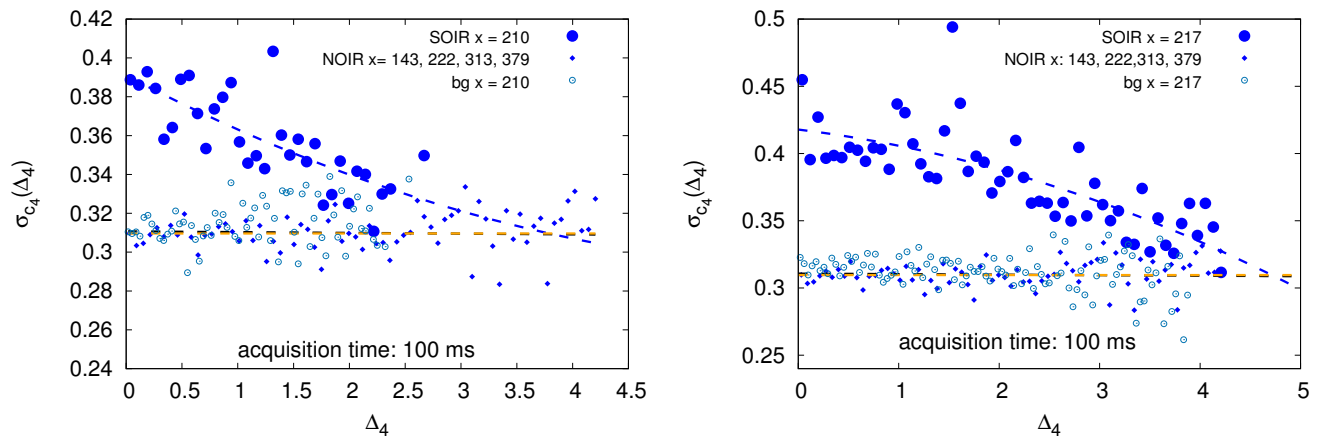 0.42
0.4
0.38
0.36
0.34
0.32
0.3
0.28
0.26
0.24
σc4(Δ4)
SOIR x = 210
NOIR x= 143, 222, 313, 379
bg x = 210
acquisition time: 100 ms
0 0.5 1 1.5 2 2.5 3 3.5 4 4.5
Δ4
0.5
0.45
0.4
0.35
0.3
0.25
σc4(Δ4)
SOIR x = 217
NOIR x: 143, 222,313, 379
bg x = 217
acquisition time: 100 ms
0 1 2 3 4 5
Δ4